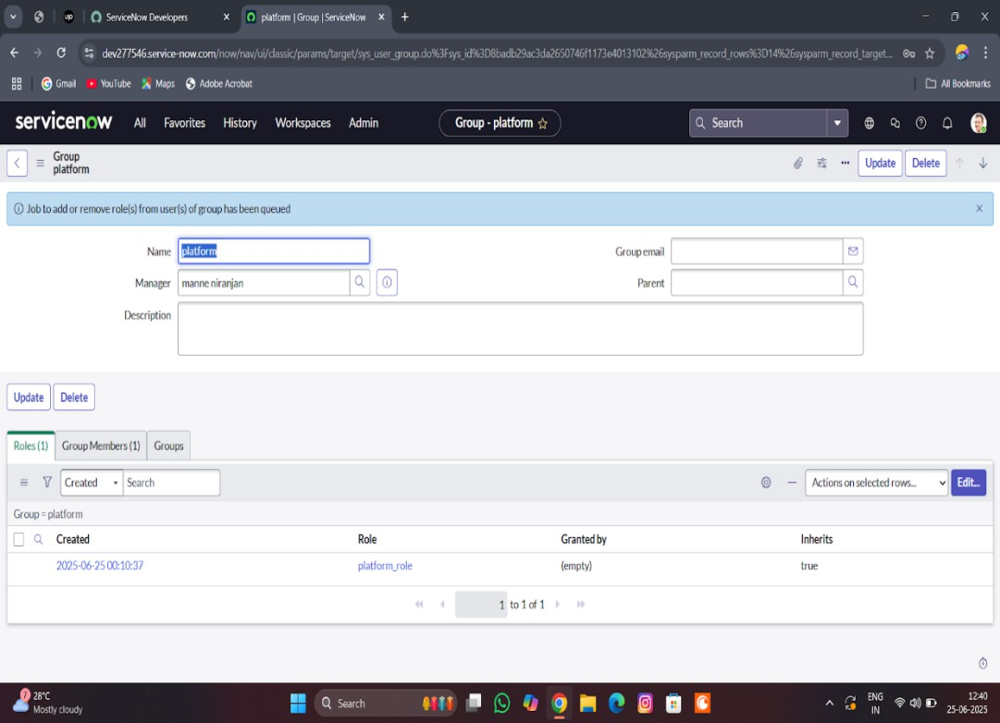 up
ServiceNow Developers
platform | Group | ServiceNow
dev277546.service-now.com/now/nav/ui/classic/params/target/sys_user_group.do%3Fsys_id%3D8badb29ac3da2650746f1173e4013102%26sysparm_record_rows%3D14%26sysparm_record_target...
Gmail YouTube Maps Adobe Acrobat All Bookmarks
servicenow All Favorites History Workspaces Admin Group - platform Search
Group
platform
Update Delete
Job to add or remove role(s) from user(s) of group has been queued
Name platform Group email
Manager manne niranjan Parent
Description
Update Delete
Roles (1) Group Members (1) Groups
Created Search Actions on selected rows... Edit...
Group = platform
Created Role Granted by Inherits
2025-06-25 00:10:37 platform_role (empty) true
1 to 1 of 1
7 28°C
Mostly cloudy
Search
ENG
IN
12:40
25-06-2025